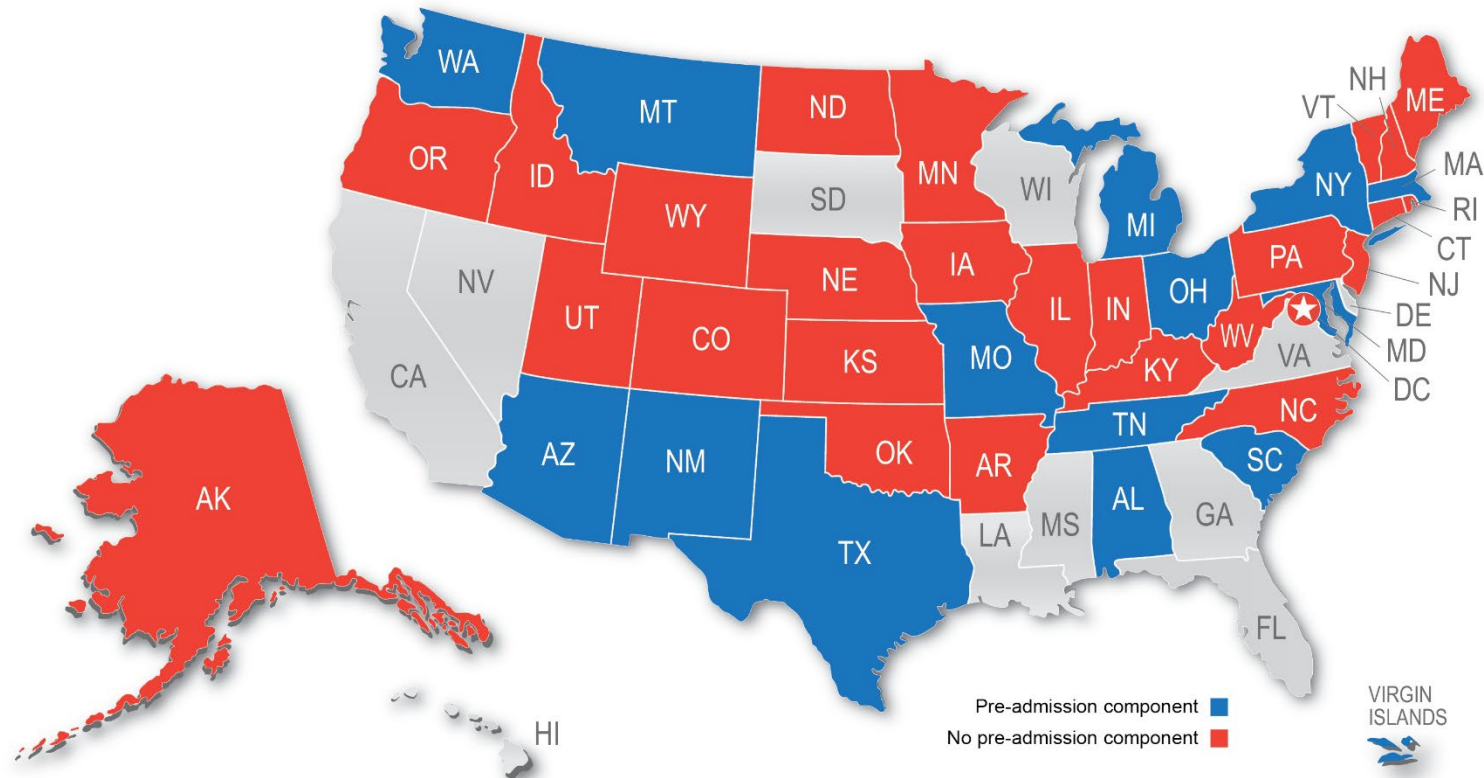 WA
MT
ND
MN
OR
ID
WY
SD
WI
MI
NY
VT
NH
ME
MA
RI
CT
NJ
PA
DE
MD
DC
NV
UT
CO
NE
IA
IL
IN
OH
WV
VA
CA
KS
MO
KY
NC
AZ
NM
OK
AR
TN
SC
TX
LA
MS
AL
GA
FL
AK
HI
Pre-admission component
No pre-admission component
VIRGIN
ISLANDS